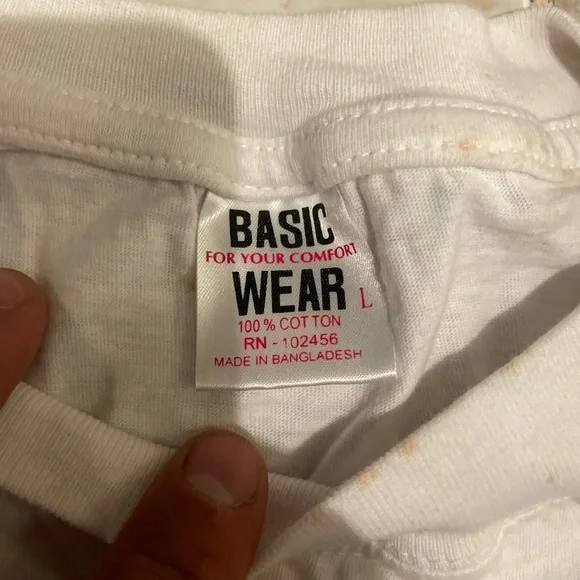 BASIC
FOR YOUR COMFORT
WEAR L
100% COTTON
RN - 102456
MADE IN BANGLADESH